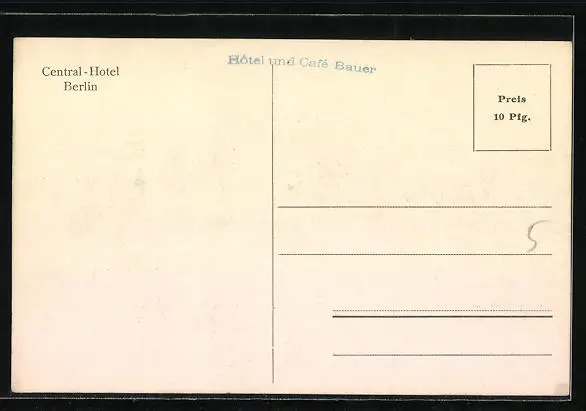 Central-Hotel
Berlin
Hôtel und Café Bauer
Preis
10 Pfg.
5